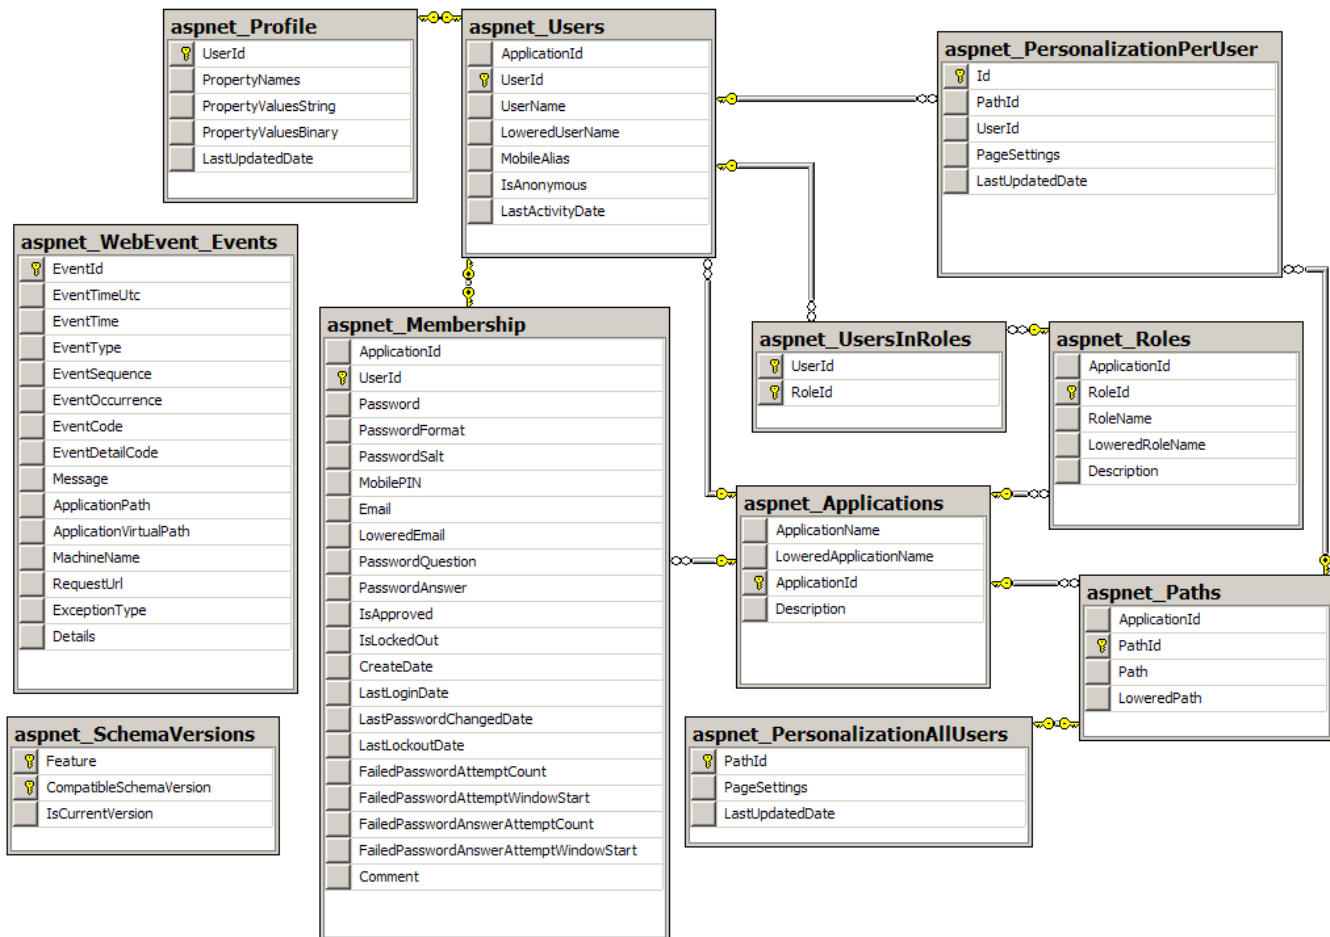 aspnet_Profile
UserId
PropertyNames
PropertyValuesString
PropertyValuesBinary
LastUpdatedDate
aspnet_Users
ApplicationId
UserId
UserName
LoweredUserName
MobileAlias
IsAnonymous
LastActivityDate
aspnet_PersonalizationPerUser
Id
PathId
UserId
PageSettings
LastUpdatedDate
aspnet_WebEvent_Events
EventId
EventTimeUtc
EventTime
EventType
EventSequence
EventOccurrence
EventCode
EventDetailCode
Message
ApplicationPath
ApplicationVirtualPath
MachineName
RequestUrl
ExceptionType
Details
aspnet_Membership
ApplicationId
UserId
Password
PasswordFormat
PasswordSalt
MobilePIN
Email
LoweredEmail
PasswordQuestion
PasswordAnswer
IsApproved
IsLockedOut
CreateDate
LastLoginDate
LastPasswordChangedDate
LastLockoutDate
FailedPasswordAttemptCount
FailedPasswordAttemptWindowStart
FailedPasswordAnswerAttemptCount
FailedPasswordAnswerAttemptWindowStart
Comment
aspnet_UsersInRoles
UserId
RoleId
aspnet_Roles
ApplicationId
RoleId
RoleName
LoweredRoleName
Description
aspnet_Applications
ApplicationName
LoweredApplicationName
ApplicationId
Description
aspnet_Paths
ApplicationId
PathId
Path
LoweredPath
aspnet_SchemaVersions
Feature
CompatibleSchemaVersion
IsCurrentVersion
aspnet_PersonalizationAllUsers
PathId
PageSettings
LastUpdatedDate